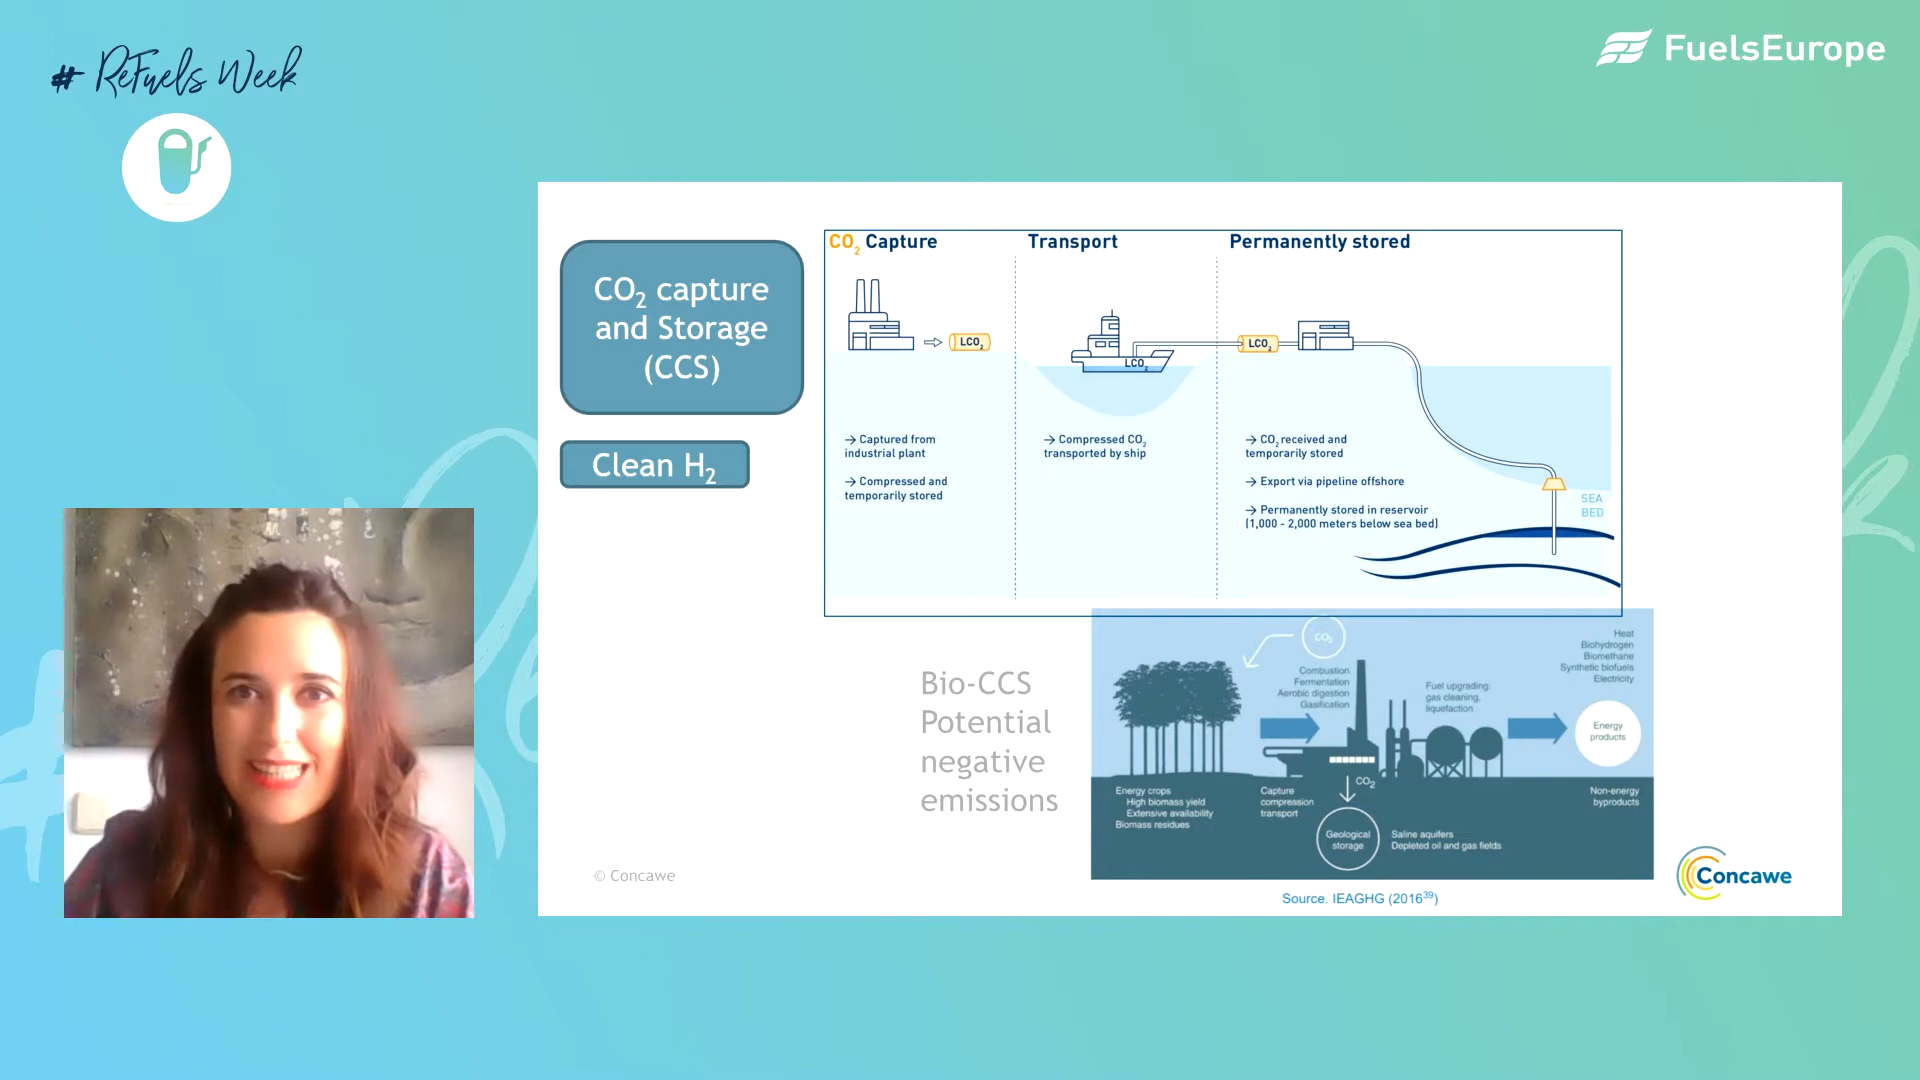 # ReFuels Week
FuelsEurope
CO2 capture
and Storage
(CCS)
Clean H2
CO2 Capture
Transport
Permanently stored
LCO2
LCO2
LCO2
→ Captured from
industrial plant
→ Compressed and
temporarily stored
→ Compressed CO2
transported by ship
→ CO2 received and
temporarily stored
→ Export via pipeline offshore
→ Permanently stored in reservoir
(1,000 - 2,000 meters below sea bed)
SEA
BED
Bio-CCS
Potential
negative
emissions
CO2
Combustion
Fermentation
Aerobic digestion
Gasification
Fuel upgrading:
gas cleaning,
liquefaction
Heat
Biohydrogen
Biomethane
Synthetic biofuels
Electricity
Energy
products
CO2
Energy crops
High biomass yield
Extensive availability
Biomass residues
Capture
compression
transport
Geological
storage
Saline aquifers
Depleted oil and gas fields
Non-energy
byproducts
© Concawe
Source. IEAGHG (2016³⁹)
Concawe